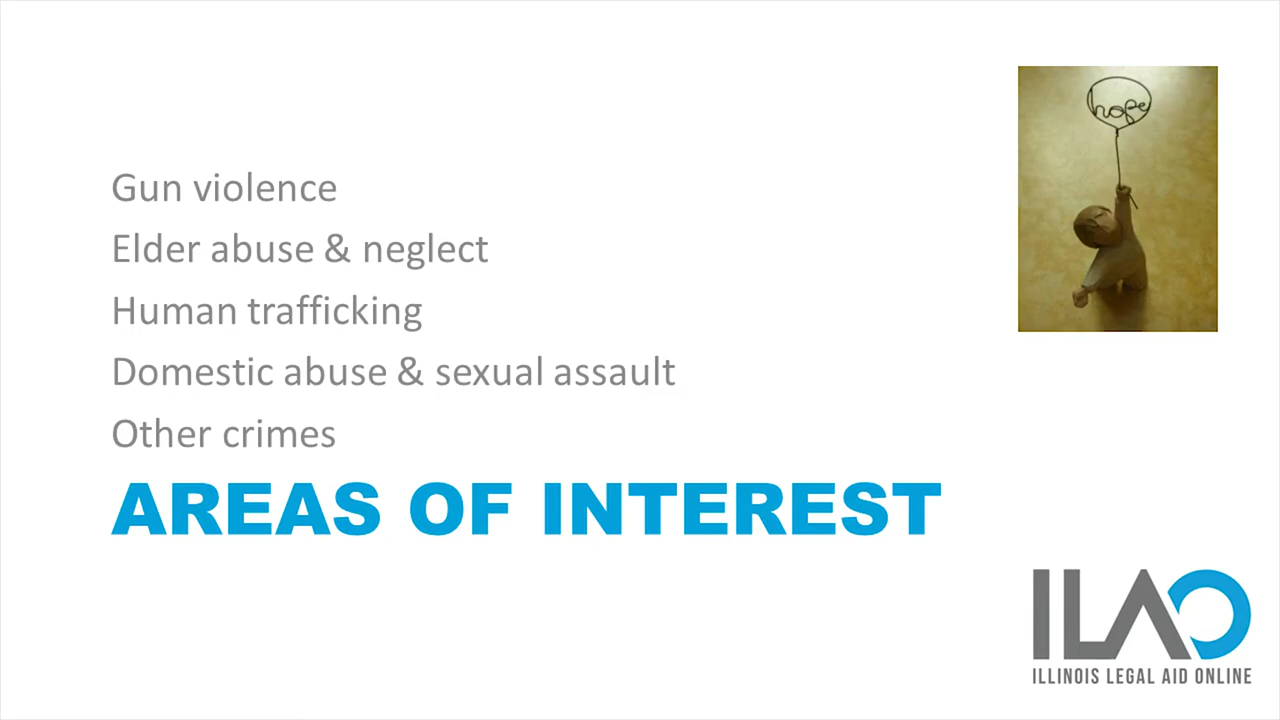 hope
Gun violence
Elder abuse & neglect
Human trafficking
Domestic abuse & sexual assault
Other crimes
AREAS OF INTEREST
ILAO
ILLINOIS LEGAL AID ONLINE